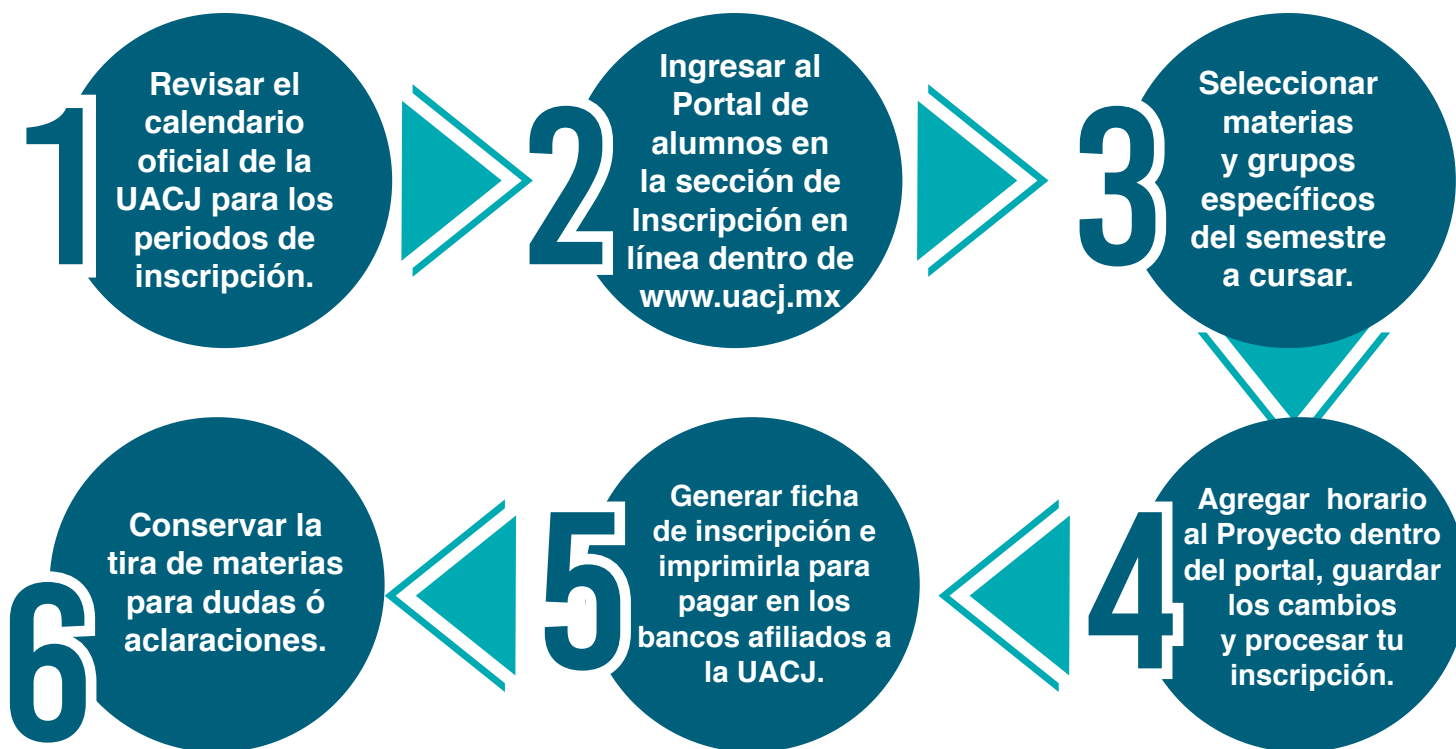 1
Revisar el
calendario
oficial de la
UACJ para los
periodos de
inscripción.
2
Ingresar al
Portal de
alumnos en
la sección de
Inscripción en
línea dentro de
www.uacj.mx
3
Seleccionar
materias
y grupos
específicos
del semestre
a cursar.
4
Agregar horario
al Proyecto dentro
del portal, guardar
los cambios
y procesar tu
inscripción.
5
Generar ficha
de inscripción e
imprimirla para
pagar en los
bancos afiliados a
la UACJ.
6
Conservar la
tira de materias
para dudas ó
aclaraciones.